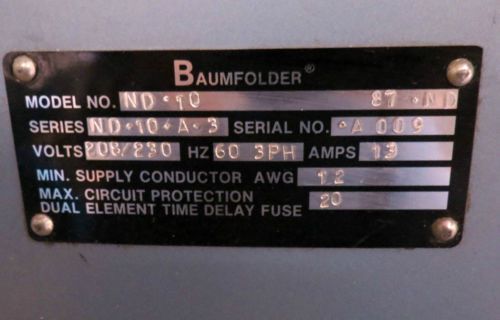 BAUMFOLDER®
MODEL NO. ND•10 87•ND
SERIES ND•10•A•3 SERIAL NO. •A 009
VOLTS 208/230 HZ 60 3PH AMPS 13
MIN. SUPPLY CONDUCTOR AWG 12
MAX. CIRCUIT PROTECTION
DUAL ELEMENT TIME DELAY FUSE 20